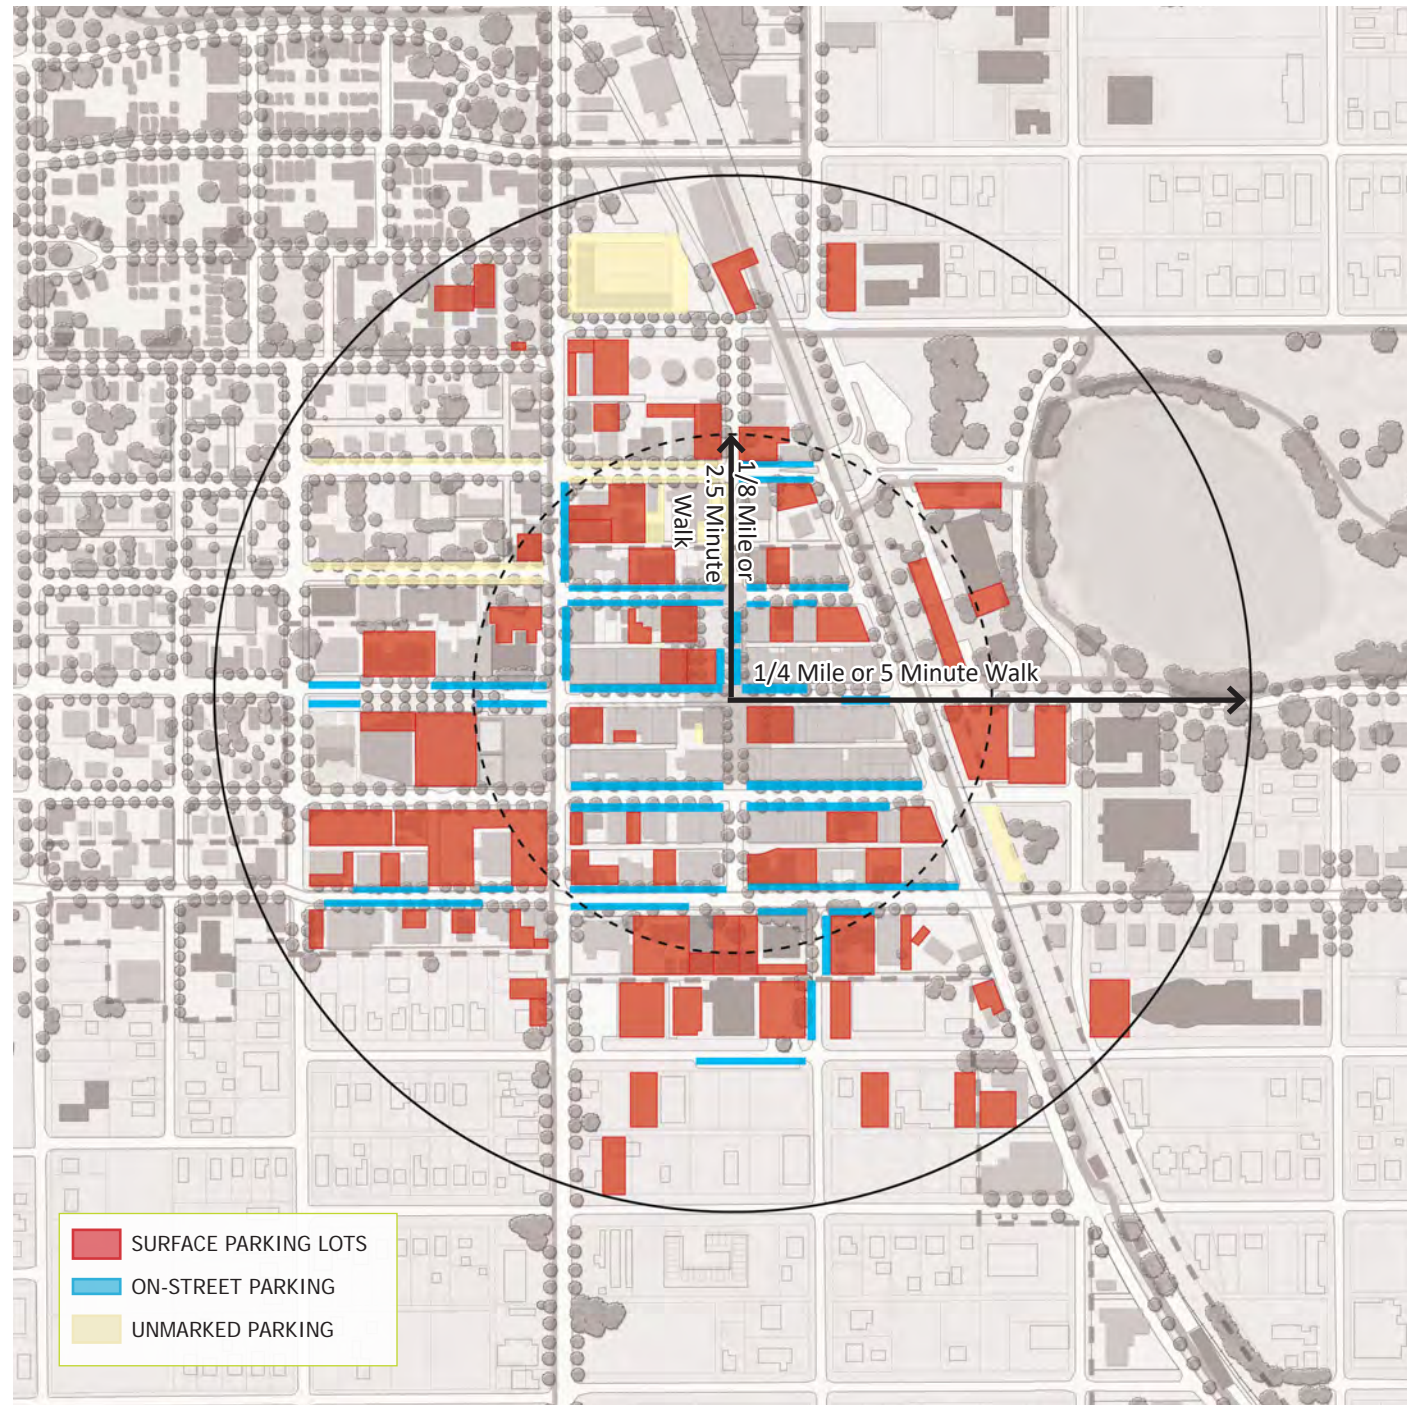 1/8 Mile or
2.5 Minute
Walk
1/4 Mile or 5 Minute Walk
SURFACE PARKING LOTS
ON-STREET PARKING
UNMARKED PARKING